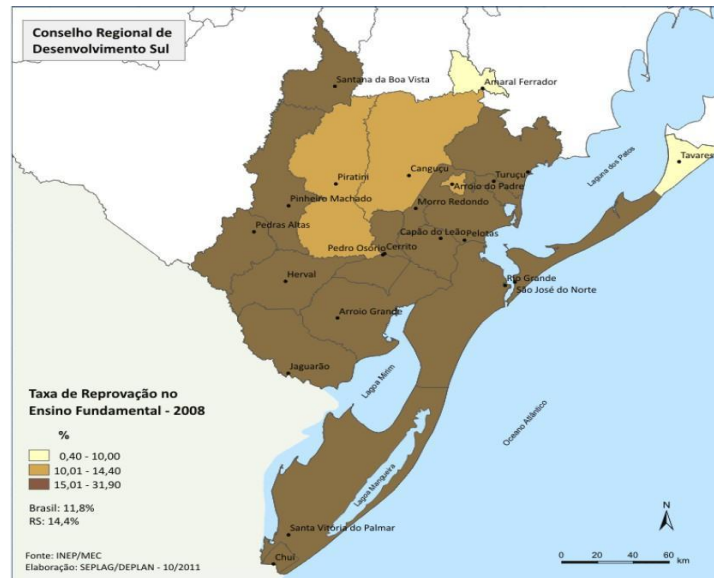 Conselho Regional de
Desenvolvimento Sul
Santana da Boa Vista
Amaral Ferrador
Tavares
Laguna dos Patos
Canguçu
Piratini
Turuçu
Arroio do Padre
Pinheiro Machado
Morro Redondo
Pedras Altas
Capão do Leão
Pelotas
Pedro Osório
Cerrito
Herval
Rio Grande
São José do Norte
Arroio Grande
Jaguarão
Lagoa Mirim
Oceano Atlântico
Lagoa Mangueira
Santa Vitória do Palmar
Chuí
Taxa de Reprovação no
Ensino Fundamental - 2008
%
0,40 - 10,00
10,01 - 14,40
15,01 - 31,90
Brasil: 11,8%
RS: 14,4%
Fonte: INEP/MEC
Elaboração: SEPLAG/DEPLAN - 10/2011
N
0 20 40 60
km